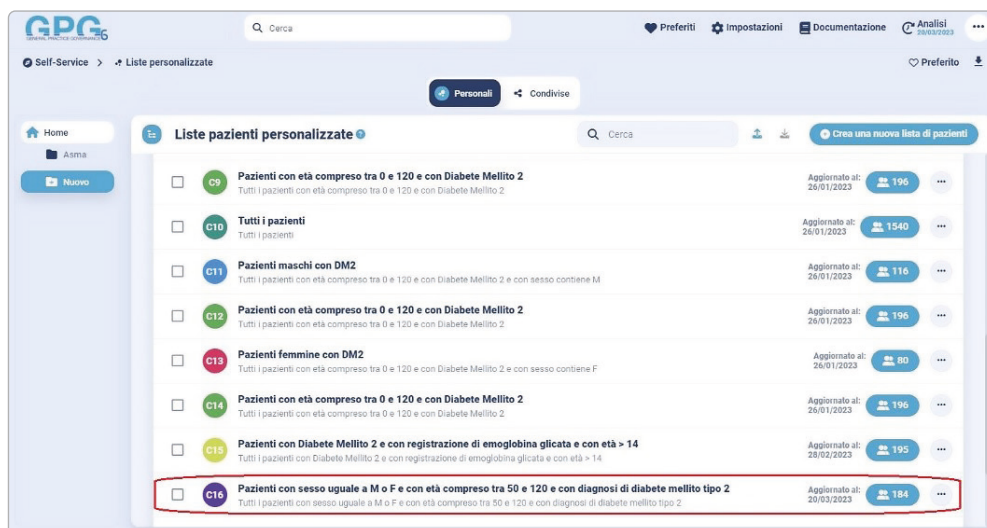 GPG6
GENERAL PRACTICE GOVERNANCE
Cerca
Preferiti
Impostazioni
Documentazione
Analisi
28/03/2023
Self-Service > Liste personalizzate
Preferito
Personali
Condivise
Home
Asma
Nuovo
Liste pazienti personalizzate
Cerca
Crea una nuova lista di pazienti
C9
Pazienti con età compreso tra 0 e 120 e con Diabete Mellito 2
Tutti i pazienti con età compreso tra 0 e 120 e con Diabete Mellito 2
Aggiornato al:
26/01/2023
196
C10
Tutti i pazienti
Tutti i pazienti
Aggiornato al:
26/01/2023
1540
C11
Pazienti maschi con DM2
Tutti i pazienti con età compreso tra 0 e 120 e con Diabete Mellito 2 e con sesso contiene M
Aggiornato al:
26/01/2023
116
C12
Pazienti con età compreso tra 0 e 120 e con Diabete Mellito 2
Tutti i pazienti con età compreso tra 0 e 120 e con Diabete Mellito 2
Aggiornato al:
26/01/2023
196
C13
Pazienti femmine con DM2
Tutti i pazienti con età compreso tra 0 e 120 e con Diabete Mellito 2 e con sesso contiene F
Aggiornato al:
26/01/2023
80
C14
Pazienti con età compreso tra 0 e 120 e con Diabete Mellito 2
Tutti i pazienti con età compreso tra 0 e 120 e con Diabete Mellito 2
Aggiornato al:
26/01/2023
196
C15
Pazienti con Diabete Mellito 2 e con registrazione di emoglobina glicata e con età > 14
Tutti i pazienti con Diabete Mellito 2 e con registrazione di emoglobina glicata e con età > 14
Aggiornato al:
28/02/2023
195
C16
Pazienti con sesso uguale a M o F e con età compreso tra 50 e 120 e con diagnosi di diabete mellito tipo 2
Tutti i pazienti con sesso uguale a M o F e con età compreso tra 50 e 120 e con diagnosi di diabete mellito tipo 2
Aggiornato al:
20/03/2023
184